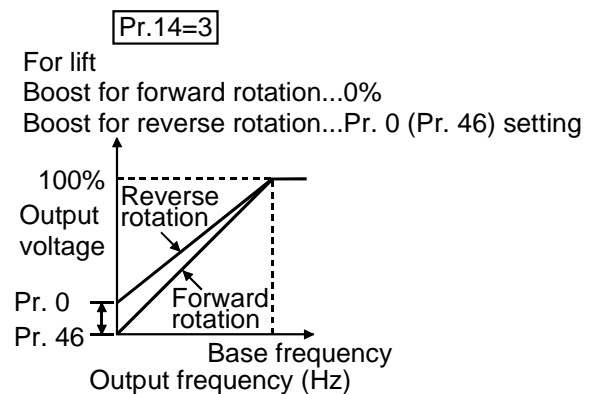 Pr.14=3
For lift
Boost for forward rotation...0%
Boost for reverse rotation...Pr. 0 (Pr. 46) setting
100%
Output
voltage
Reverse
rotation
Forward
rotation
Pr. 0
Pr. 46
Base frequency
Output frequency (Hz)